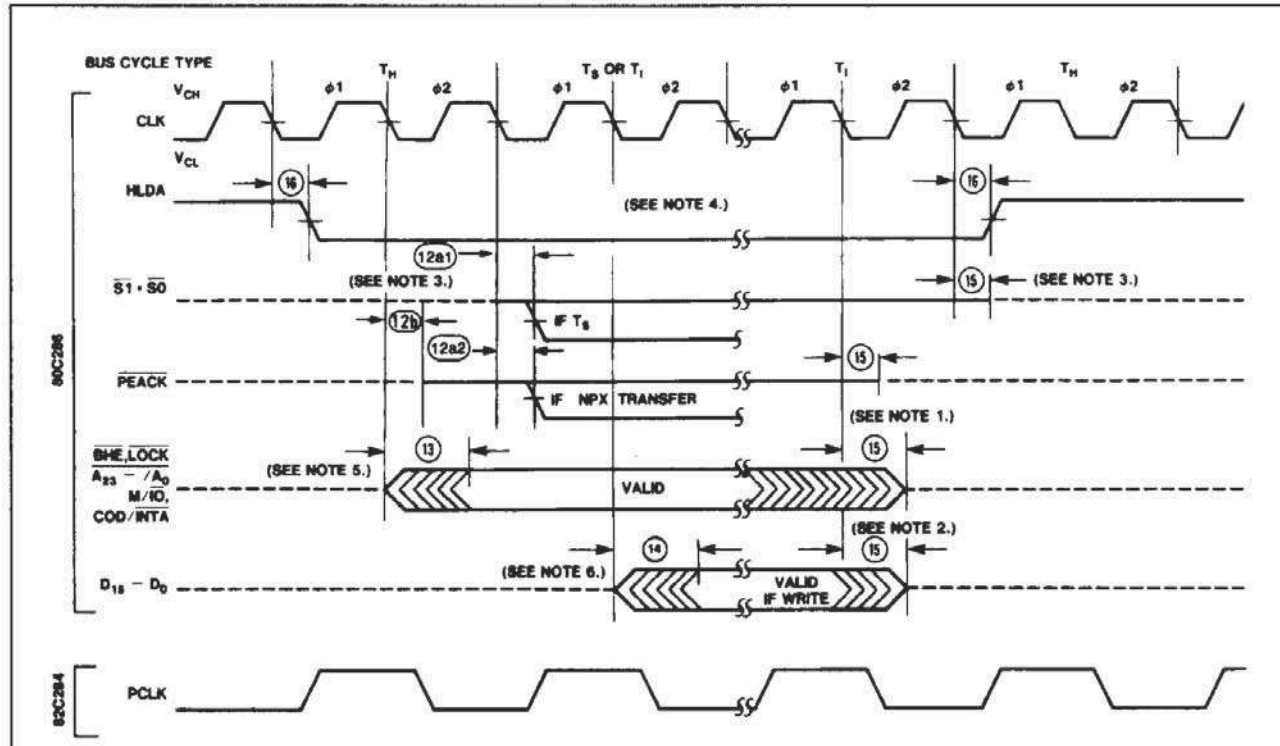 BUS CYCLE TYPE
T_H T_S OR T_I T_I T_H
V_CH φ1 φ2 φ1 φ2 φ1 φ2 φ1 φ2
CLK
V_CL
16 16
HLDA
(SEE NOTE 4.)
12a1
(SEE NOTE 3.) 15 (SEE NOTE 3.)
S1 • S0
12b IF T_S
12a2 15
PEACK
IF NPX TRANSFER
(SEE NOTE 1.)
BHE,LOCK 13 15
(SEE NOTE 5.)
A23 – /A0
M/IO, VALID
COD/INTA
(SEE NOTE 2.)
14 15
(SEE NOTE 6.)
D15 – D0 VALID
IF WRITE
80C286
PCLK
82C284